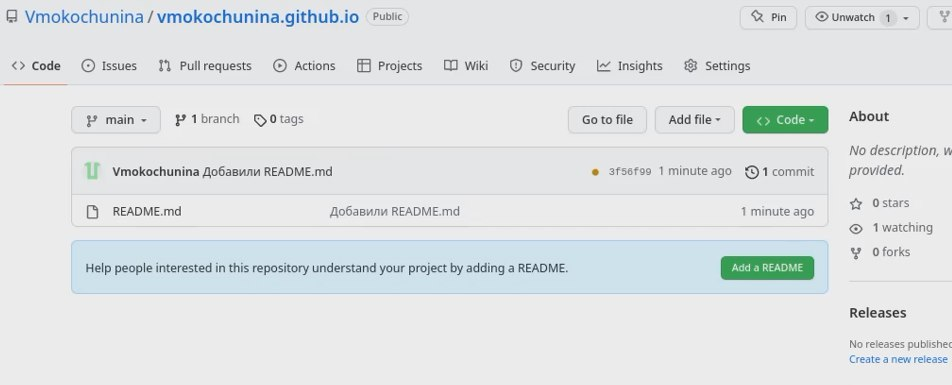 Vmokochunina / vmokochunina.github.io Public Pin Unwatch 1
Code Issues Pull requests Actions Projects Wiki Security Insights Settings
main 1 branch 0 tags Go to file Add file Code
Vmokochunina Добавили README.md 3f56f99 1 minute ago 1 commit
README.md Добавили README.md 1 minute ago
Help people interested in this repository understand your project by adding a README. Add a README
About
No description, w
provided.
0 stars
1 watching
0 forks
Releases
No releases published
Create a new release